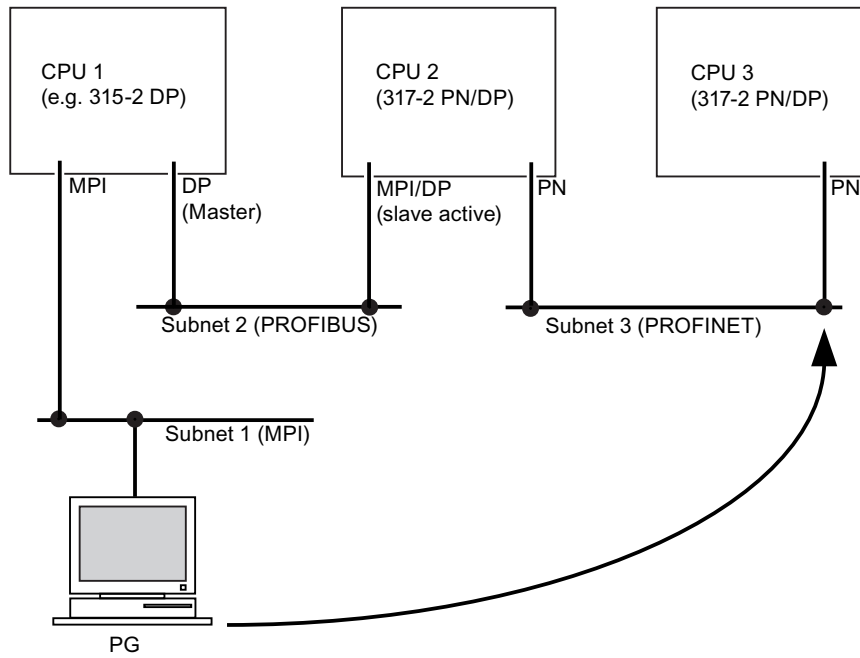 CPU 1
(e.g. 315-2 DP)
CPU 2
(317-2 PN/DP)
CPU 3
(317-2 PN/DP)
MPI
DP
(Master)
MPI/DP
(slave active)
PN
PN
Subnet 2 (PROFIBUS)
Subnet 3 (PROFINET)
Subnet 1 (MPI)
PG